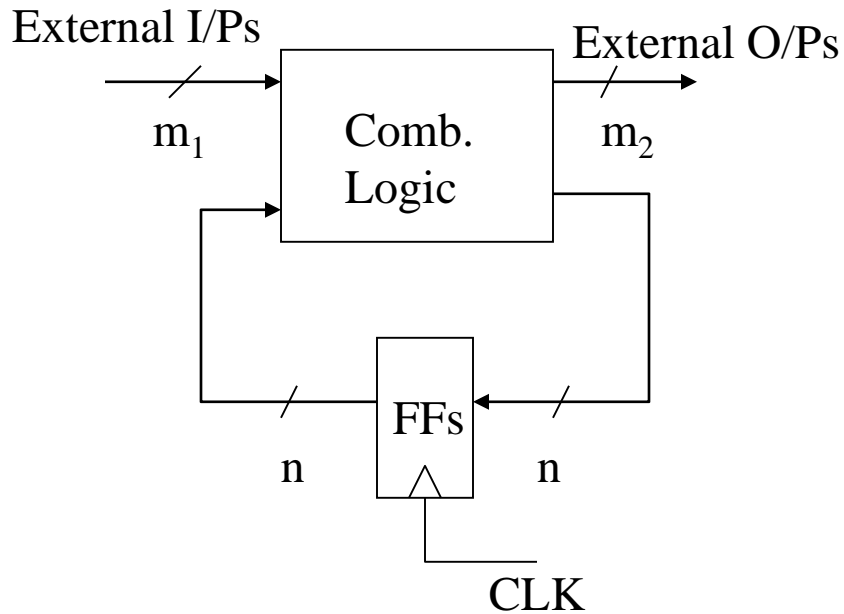 External I/Ps
External O/Ps
m₁
Comb.
Logic
m₂
FFs
n
n
CLK